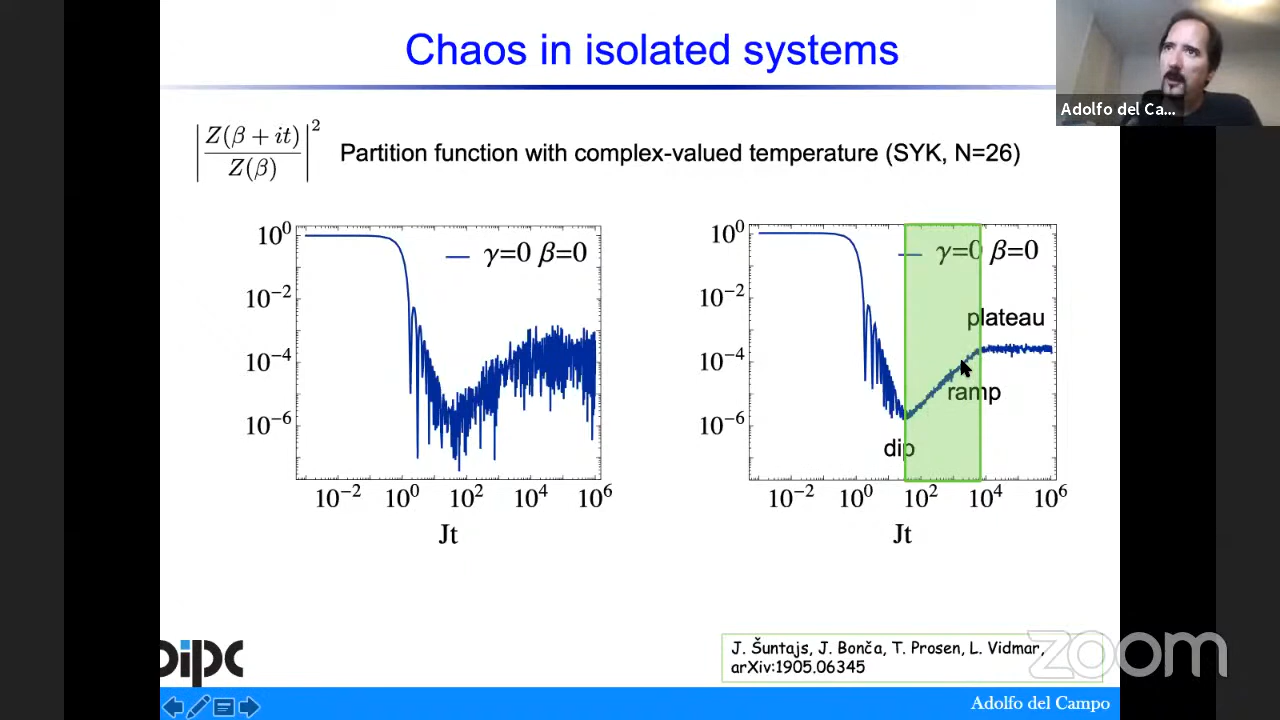 Chaos in isolated systems
Adolfo del Ca...
|Z(β + it)/Z(β)|²
Partition function with complex-valued temperature (SYK, N=26)
10⁰
10⁻²
10⁻⁴
10⁻⁶
γ=0 β=0
10⁻² 10⁰ 10² 10⁴ 10⁶
Jt
10⁰
10⁻²
10⁻⁴
10⁻⁶
γ=0 β=0
plateau
ramp
dip
10⁻² 10⁰ 10² 10⁴ 10⁶
Jt
dipc
J. Šuntajs, J. Bonča, T. Prosen, L. Vidmar,
arXiv:1905.06345
zoom
Adolfo del Campo